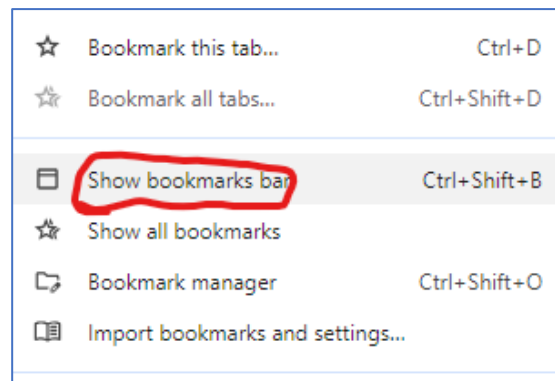 Bookmark this tab... Ctrl+D
Bookmark all tabs... Ctrl+Shift+D
Show bookmarks bar Ctrl+Shift+B
Show all bookmarks
Bookmark manager Ctrl+Shift+O
Import bookmarks and settings...